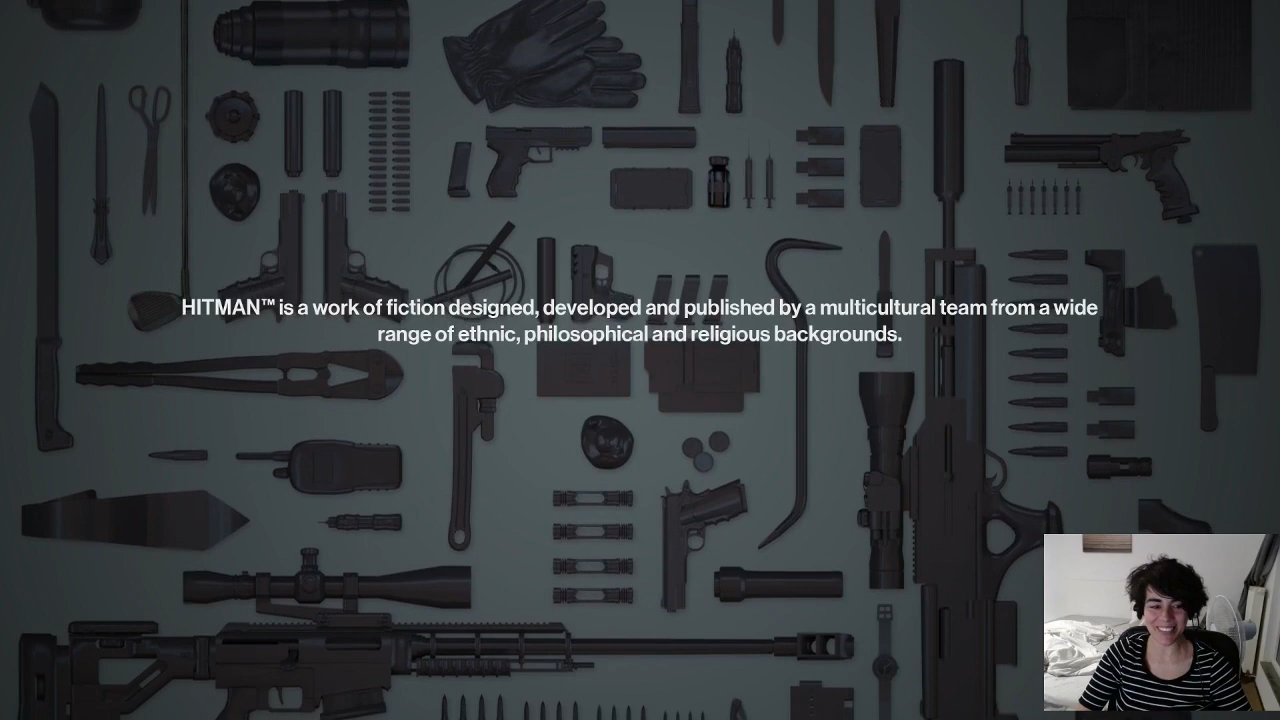 HITMAN™ is a work of fiction designed, developed and published by a multicultural team from a wide
range of ethnic, philosophical and religious backgrounds.